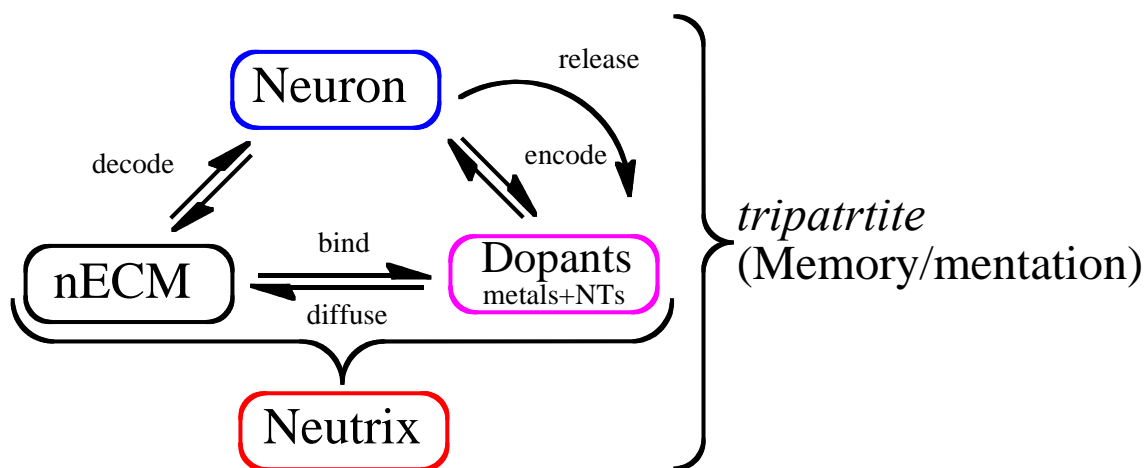 release
Neuron
decode
encode
tripatrtite
(Memory/mentation)
bind
nECM
Dopants
metals+NTs
diffuse
Neutrix